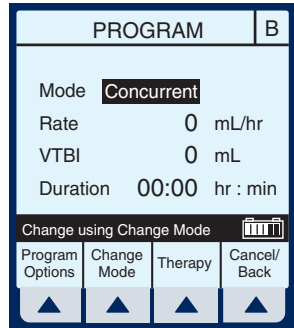 PROGRAM B
Mode Concurrent
Rate 0 mL/hr
VTBI 0 mL
Duration 00:00 hr : min
Change using Change Mode
Program Options Change Mode Therapy Cancel/ Back